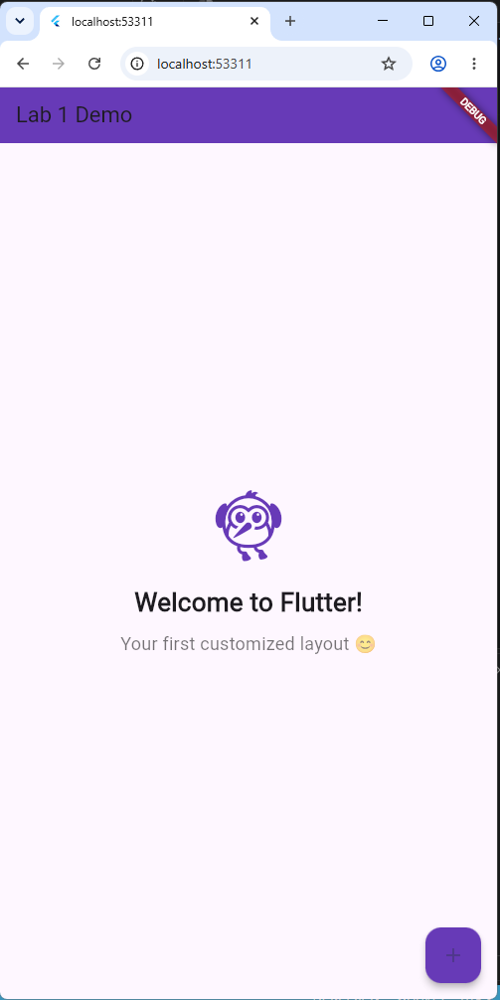 localhost:53311
localhost:53311
Lab 1 Demo
DEBUG
Welcome to Flutter!
Your first customized layout 😊